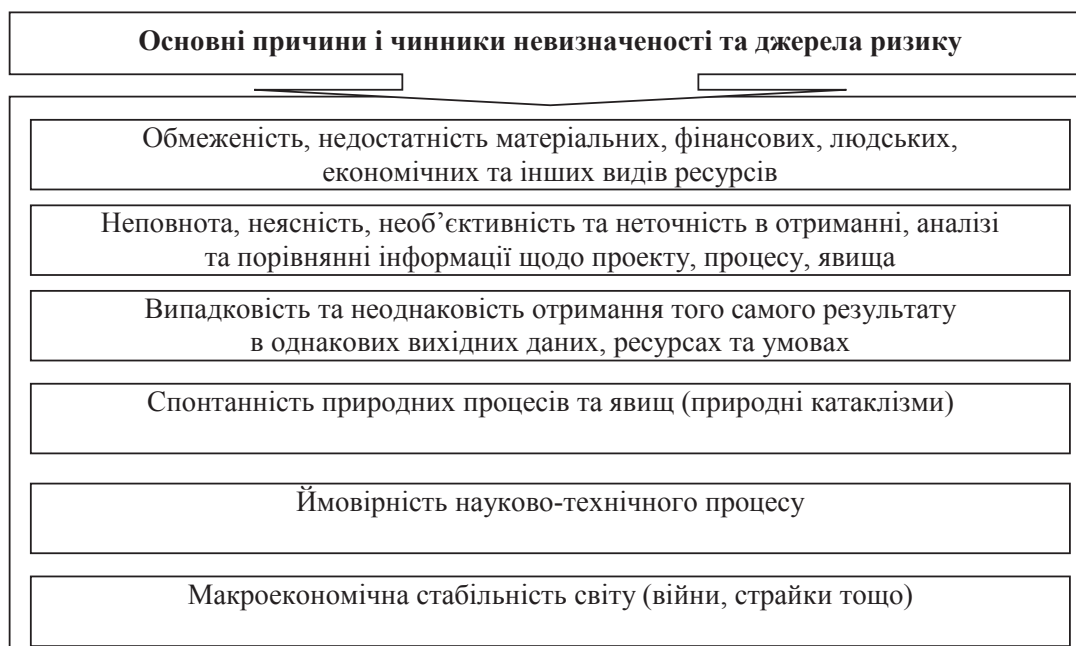 Основні причини і чинники невизначеності та джерела ризику
Обмеженість, недостатність матеріальних, фінансових, людських,
економічних та інших видів ресурсів
Неповнота, неясність, необ’єктивність та неточність в отриманні, аналізі
та порівнянні інформації щодо проекту, процесу, явища
Випадковість та неоднаковість отримання того самого результату
в однакових вихідних даних, ресурсах та умовах
Спонтанність природних процесів та явищ (природні катаклізми)
Ймовірність науково-технічного процесу
Макроекономічна стабільність світу (війни, страйки тощо)